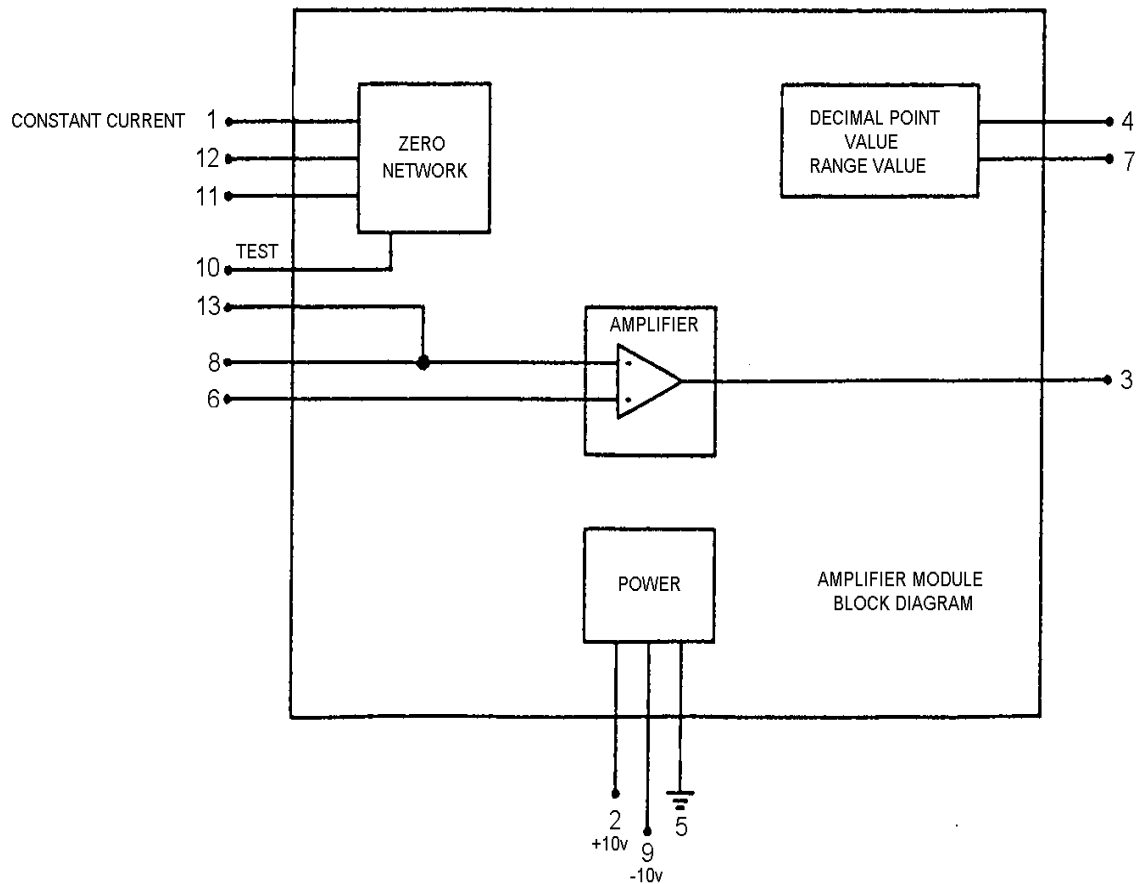 CONSTANT CURRENT 1
12
11
TEST
10
13
8
6
ZERO
NETWORK
DECIMAL POINT
VALUE
RANGE VALUE
4
7
AMPLIFIER
3
POWER
AMPLIFIER MODULE
BLOCK DIAGRAM
2
+10v
9
-10v
5